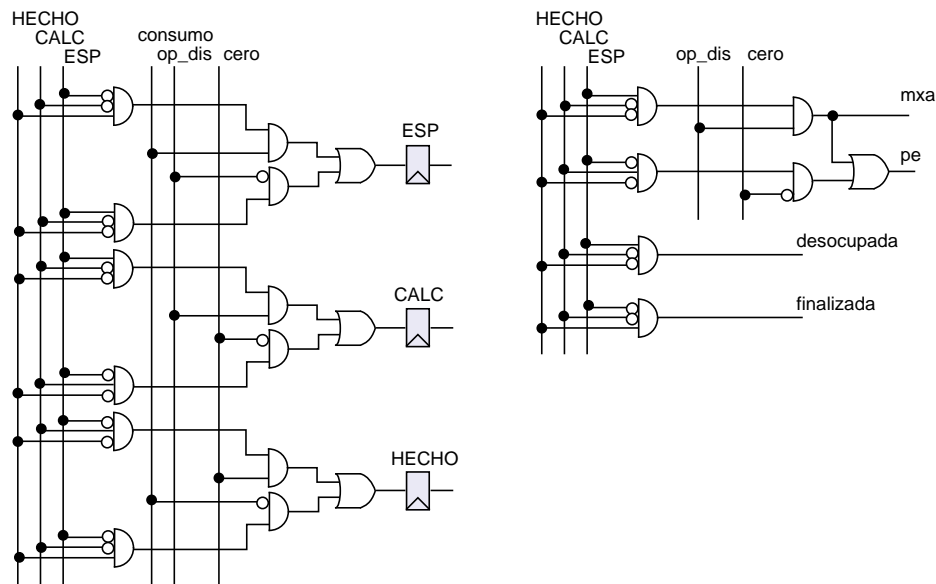 HECHO
CALC
ESP
consumo
op_dis
cero
ESP
CALC
HECHO
HECHO
CALC
ESP
op_dis
cero
mxa
pe
desocupada
finalizada